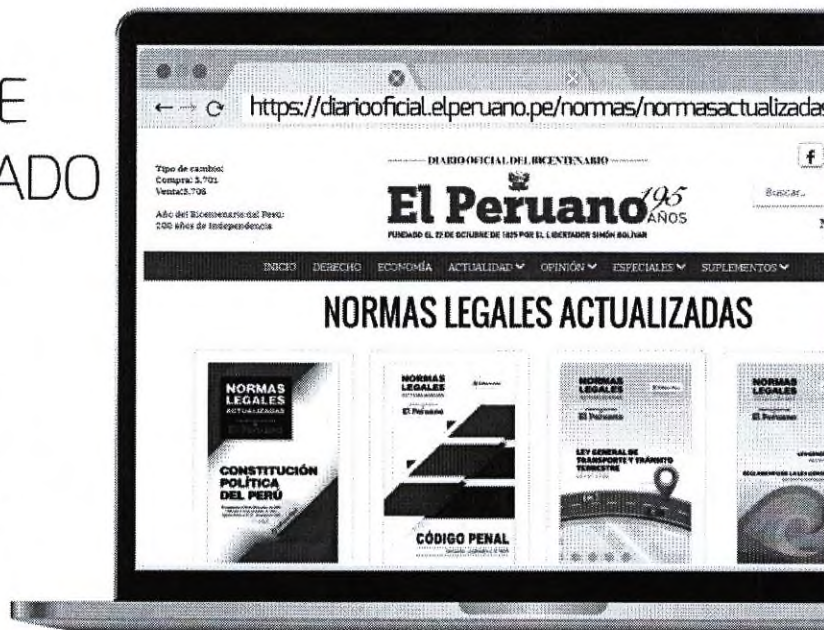 E
ADO
https://diariooficial.elperuano.pe/normas/normasactualizadas
Tipo de cambio:
Compra: 3.701
Venta:3.708
Año del Bicentenario del Perú:
200 años de Independencia
DIARIO OFICIAL DEL BICENTENARIO
El Peruano
195
AÑOS
FUNDADO EL 22 DE OCTUBRE DE 1825 POR EL LIBERTADOR SIMÓN BOLÍVAR
f
Buscar..
INICIO DERECHO ECONOMÍA ACTUALIDAD OPINIÓN ESPECIALES SUPLEMENTOS
NORMAS LEGALES ACTUALIZADAS
NORMAS
LEGALES
ACTUALIZADAS
El Peruano
CONSTITUCIÓN
POLÍTICA
DEL PERÚ
NORMAS
LEGALES
ACTUALIZADAS
El Peruano
CÓDIGO PENAL
NORMAS
LEGALES
El Peruano
LEY GENERAL DE
TRANSPORTE Y TRÁNSITO
TERRESTRE
NORMAS
LEGALES
El Peruano